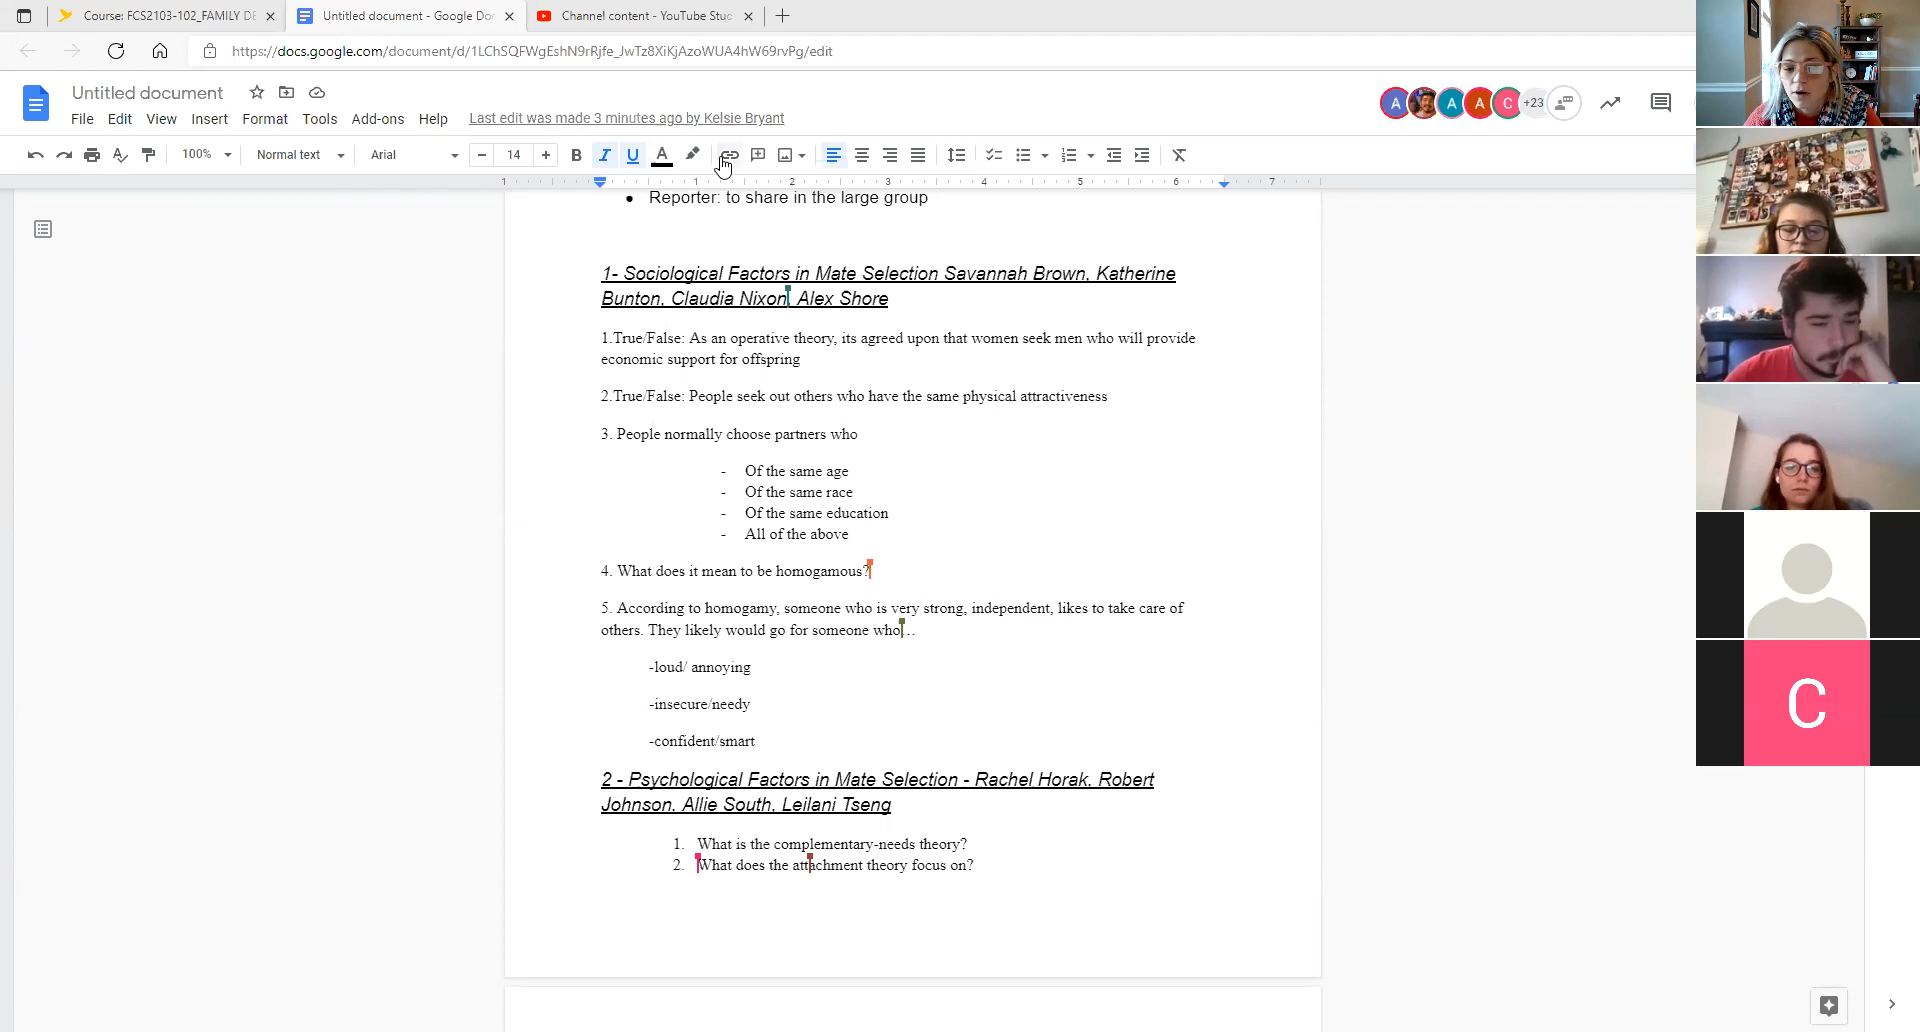 Course: FCS2103-102_FAMILY DE
Untitled document - Google Doc
Channel content - YouTube Stud
https://docs.google.com/document/d/1LChSQFWgEshN9rRjfe_JwTz8XiKjAzoWUA4hW69rvPg/edit
Untitled document
A A A C +23
File Edit View Insert Format Tools Add-ons Help Last edit was made 3 minutes ago by Kelsie Bryant
100% Normal text Arial 14 B I U A
1 1 2 3 4 5 6 7
Reporter: to share in the large group
1- Sociological Factors in Mate Selection Savannah Brown, Katherine
Bunton, Claudia Nixon, Alex Shore
1.True/False: As an operative theory, its agreed upon that women seek men who will provide
economic support for offspring
2.True/False: People seek out others who have the same physical attractiveness
3. People normally choose partners who
- Of the same age
- Of the same race
- Of the same education
- All of the above
4. What does it mean to be homogamous?
5. According to homogamy, someone who is very strong, independent, likes to take care of
others. They likely would go for someone who…
-loud/ annoying
-insecure/needy
-confident/smart
2 - Psychological Factors in Mate Selection - Rachel Horak, Robert
Johnson, Allie South, Leilani Tseng
1. What is the complementary-needs theory?
2. What does the attachment theory focus on?
C